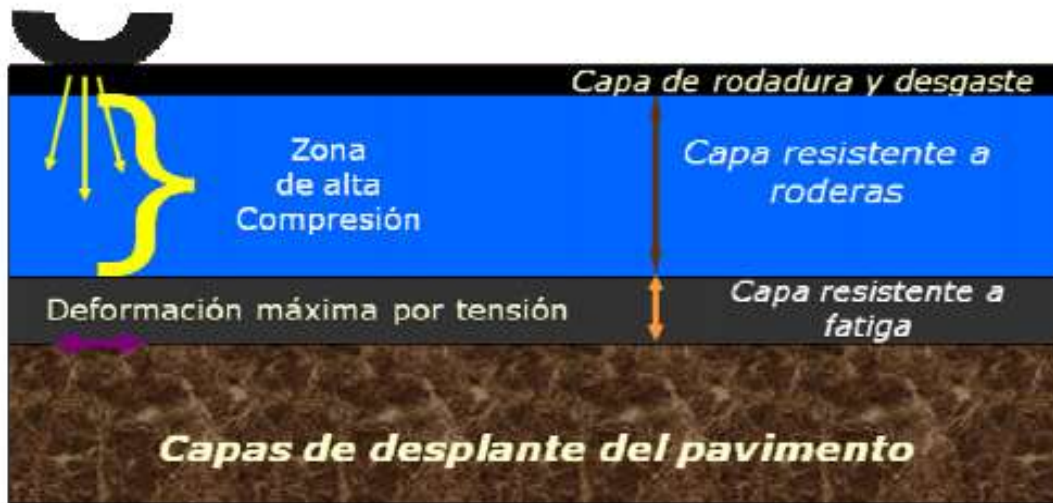 Capa de rodadura y desgaste
Zona
de alta
Compresión
Capa resistente a
roderas
Deformación máxima por tensión
Capa resistente a
fatiga
Capas de desplante del pavimento